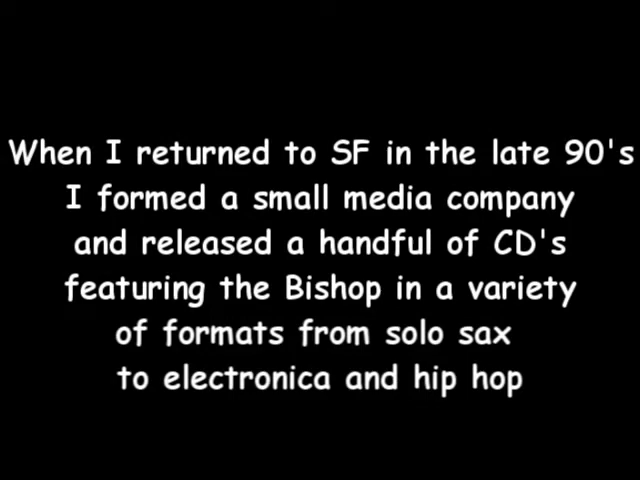 When I returned to SF in the late 90's
I formed a small media company
and released a handful of CD's
featuring the Bishop in a variety
of formats from solo sax
to electronica and hip hop